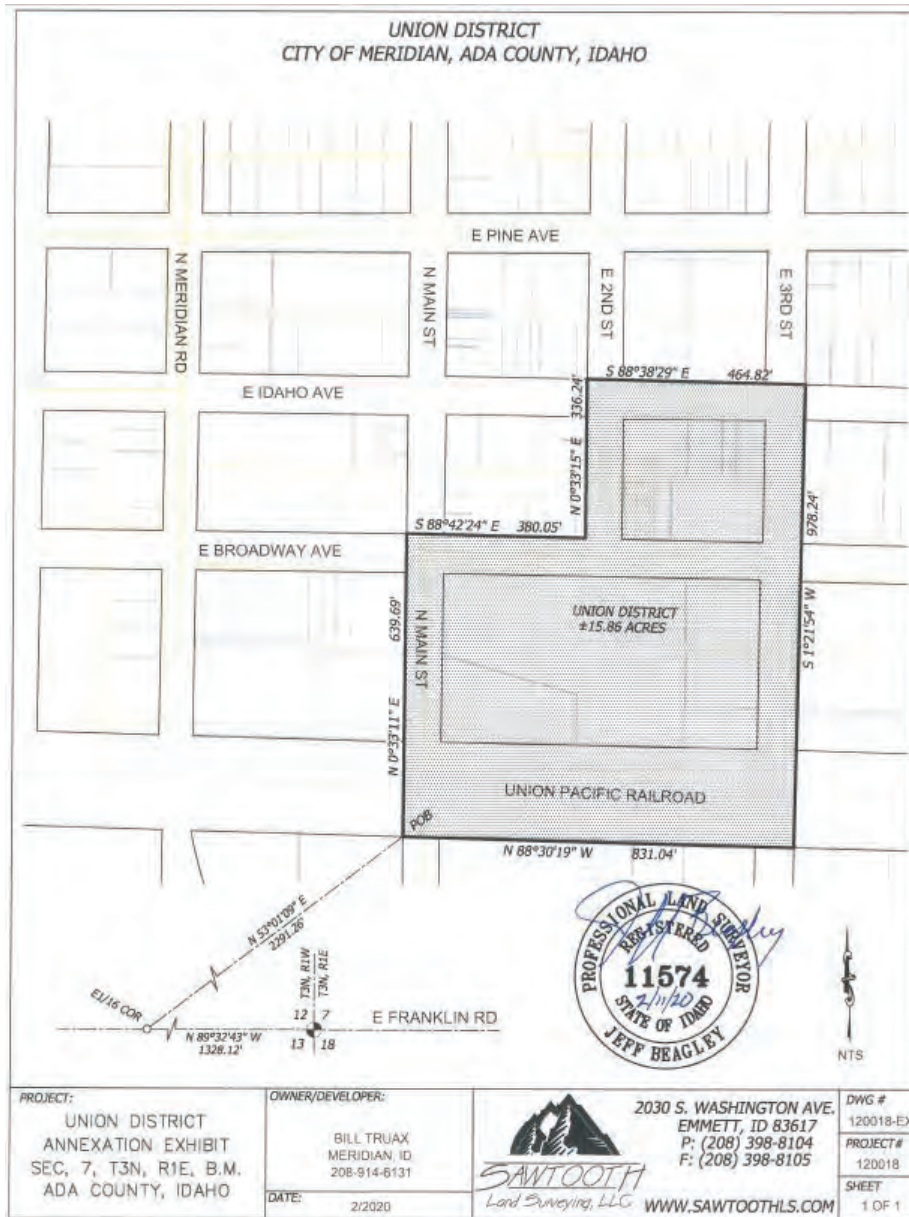 UNION DISTRICT
CITY OF MERIDIAN, ADA COUNTY, IDAHO
E PINE AVE
N MERIDIAN RD
N MAIN ST
E 2ND ST
E 3RD ST
S 88°38'29" E 464.82'
E IDAHO AVE
336.24'
N 0°33'15" E
S 88°42'24" E 380.05'
978.24'
E BROADWAY AVE
639.69'
N MAIN ST
UNION DISTRICT
±15.86 ACRES
S 1°21'54" W
N 0°33'11" E
UNION PACIFIC RAILROAD
POB
N 88°30'19" W 831.04'
N 53°01'09" E
2291.26'
E1/16 COR
T3N, R1W
T3N, R1E
12 7
13 18
E FRANKLIN RD
N 89°32'43" W
1328.12'
PROFESSIONAL LAND SURVEYOR
REGISTERED
11574
2/11/20
STATE OF IDAHO
JEFF BEAGLEY
NTS
PROJECT:
UNION DISTRICT
ANNEXATION EXHIBIT
SEC, 7, T3N, R1E, B.M.
ADA COUNTY, IDAHO
OWNER/DEVELOPER:
BILL TRUAX
MERIDIAN, ID
208-914-6131
DATE:
2/2020
SAWTOOTH
Land Surveying, LLC
2030 S. WASHINGTON AVE.
EMMETT, ID 83617
P: (208) 398-8104
F: (208) 398-8105
WWW.SAWTOOTHLS.COM
DWG #
120018-EX
PROJECT#
120018
SHEET
1 OF 1